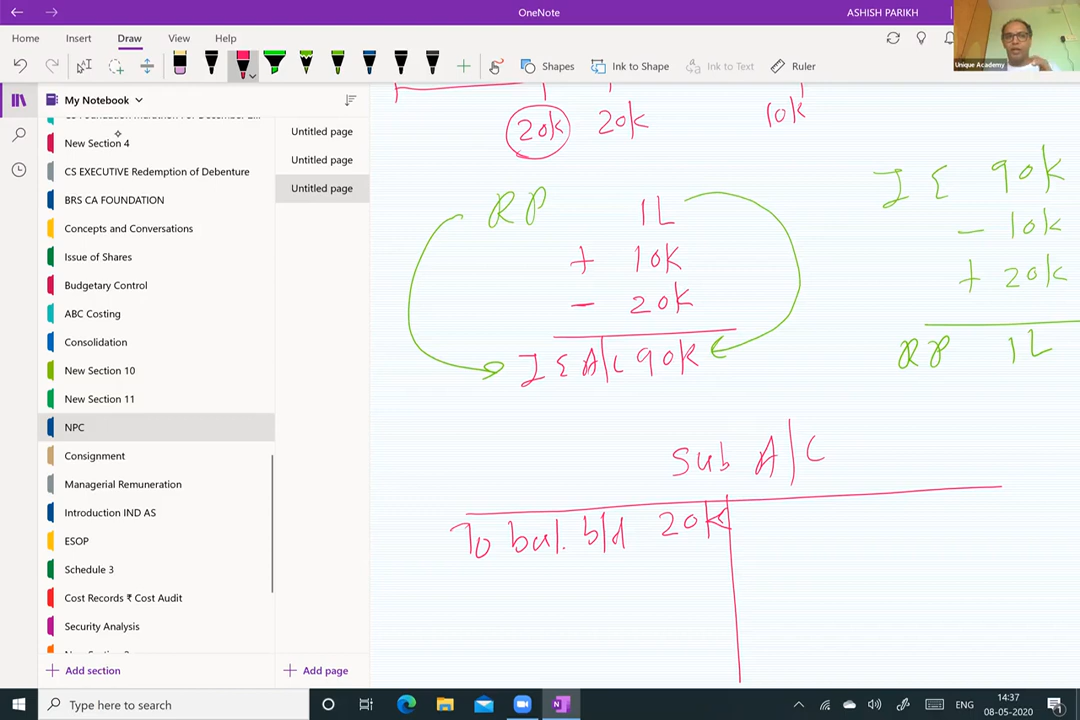 OneNote
ASHISH PARIKH
Home Insert Draw View Help
Unique Academy
Shapes Ink to Shape Ink to Text Ruler
My Notebook
New Section 4
CS EXECUTIVE Redemption of Debenture
BRS CA FOUNDATION
Concepts and Conversations
Issue of Shares
Budgetary Control
ABC Costing
Consolidation
New Section 10
New Section 11
NPC
Consignment
Managerial Remuneration
Introduction IND AS
ESOP
Schedule 3
Cost Records ₹ Cost Audit
Security Analysis
Add section
Untitled page
Untitled page
Untitled page
Add page
20K 20K 10K
RP 1L
+ 10K
- 20K
I E A/C 90K
I E 90K
- 10K
+ 20K
RP 1L
Sub A/C
To bal. b/d 20K
Type here to search
ENG
14:37
08-05-2020
1